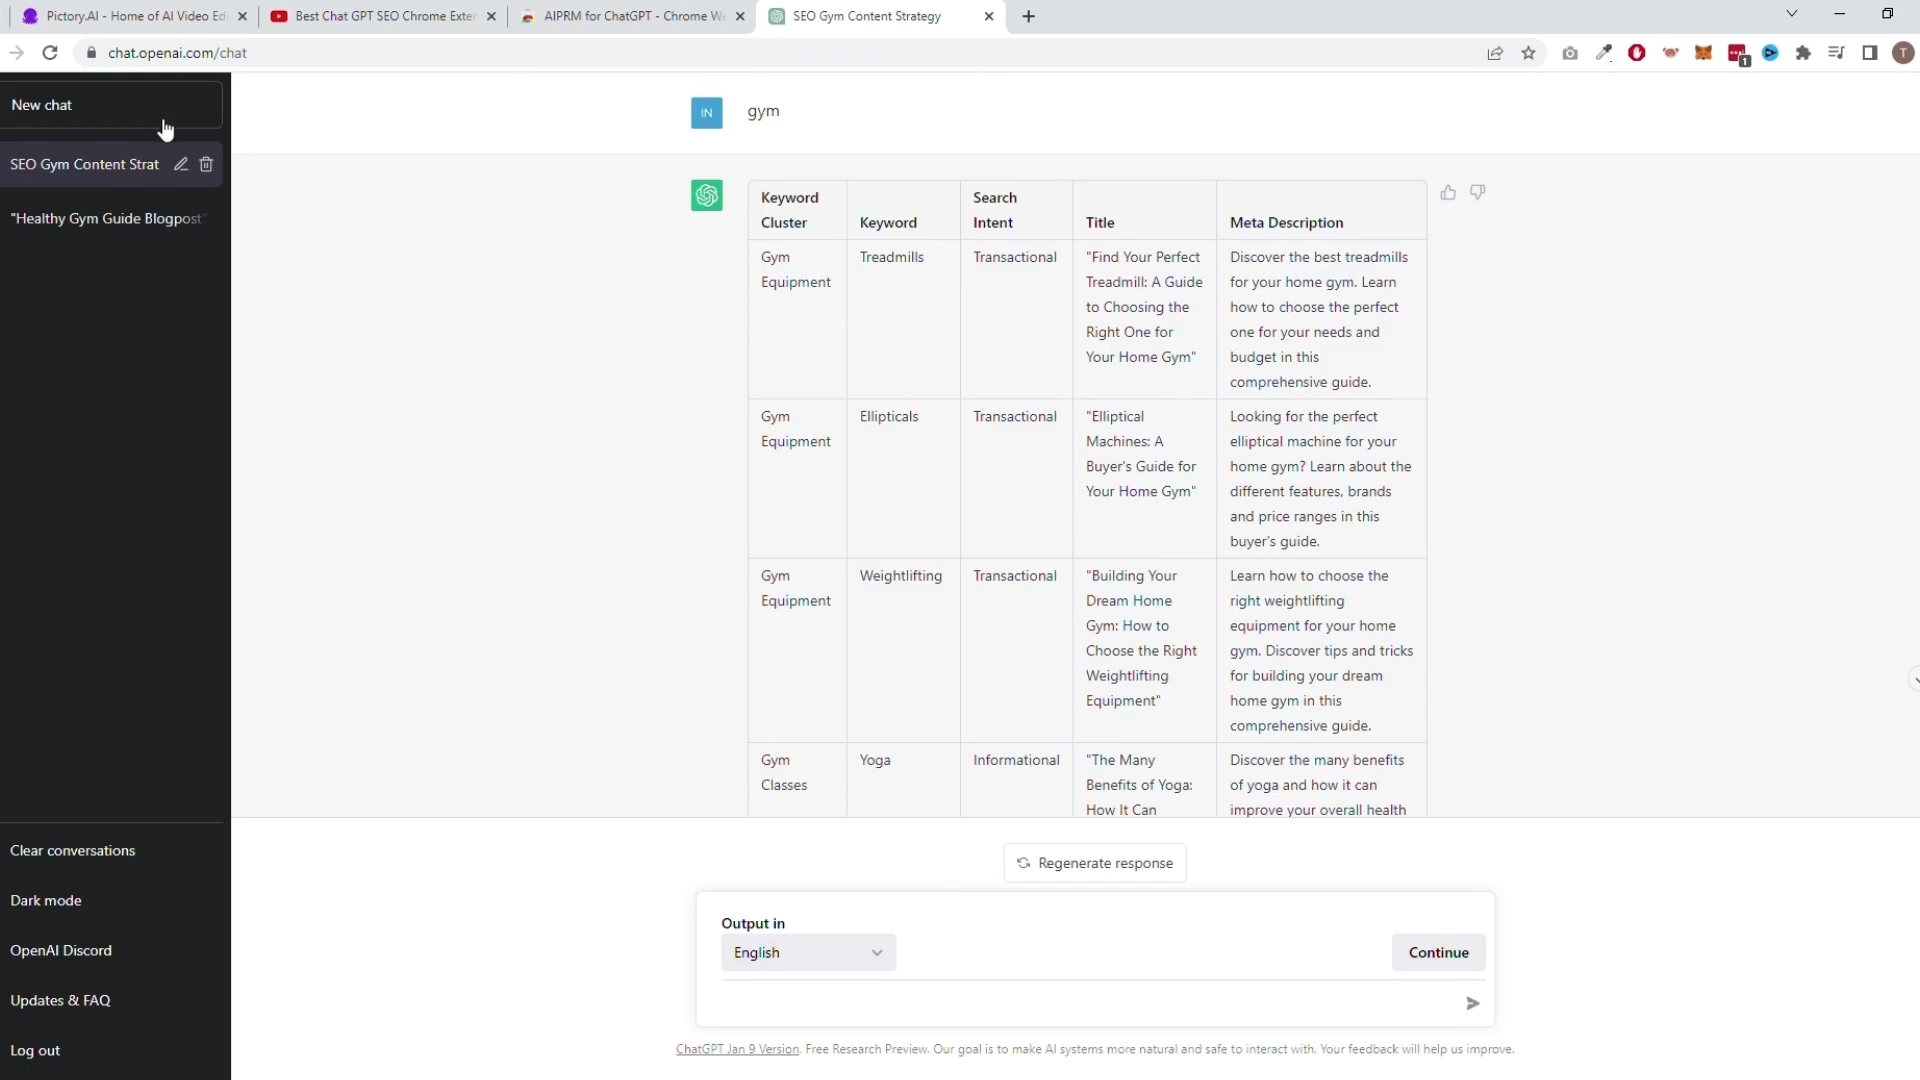 Pictory.AI - Home of AI Video Edi
Best Chat GPT SEO Chrome Exter
AIPRM for ChatGPT - Chrome We
SEO Gym Content Strategy
chat.openai.com/chat
1
T
New chat
SEO Gym Content Strat
"Healthy Gym Guide Blogpost"
Clear conversations
Dark mode
OpenAI Discord
Updates & FAQ
Log out
IN
gym
Keyword Cluster
Keyword
Search Intent
Title
Meta Description
Gym
Equipment
Treadmills
Transactional
"Find Your Perfect
Treadmill: A Guide
to Choosing the
Right One for
Your Home Gym"
Discover the best treadmills
for your home gym. Learn
how to choose the perfect
one for your needs and
budget in this
comprehensive guide.
Gym
Equipment
Ellipticals
Transactional
"Elliptical
Machines: A
Buyer's Guide for
Your Home Gym"
Looking for the perfect
elliptical machine for your
home gym? Learn about the
different features, brands
and price ranges in this
buyer's guide.
Gym
Equipment
Weightlifting
Transactional
"Building Your
Dream Home
Gym: How to
Choose the Right
Weightlifting
Equipment"
Learn how to choose the
right weightlifting
equipment for your home
gym. Discover tips and tricks
for building your dream
home gym in this
comprehensive guide.
Gym
Classes
Yoga
Informational
"The Many
Benefits of Yoga:
How It Can
Discover the many benefits
of yoga and how it can
improve your overall health
Regenerate response
Output in
English
Continue
ChatGPT Jan 9 Version. Free Research Preview. Our goal is to make AI systems more natural and safe to interact with. Your feedback will help us improve.